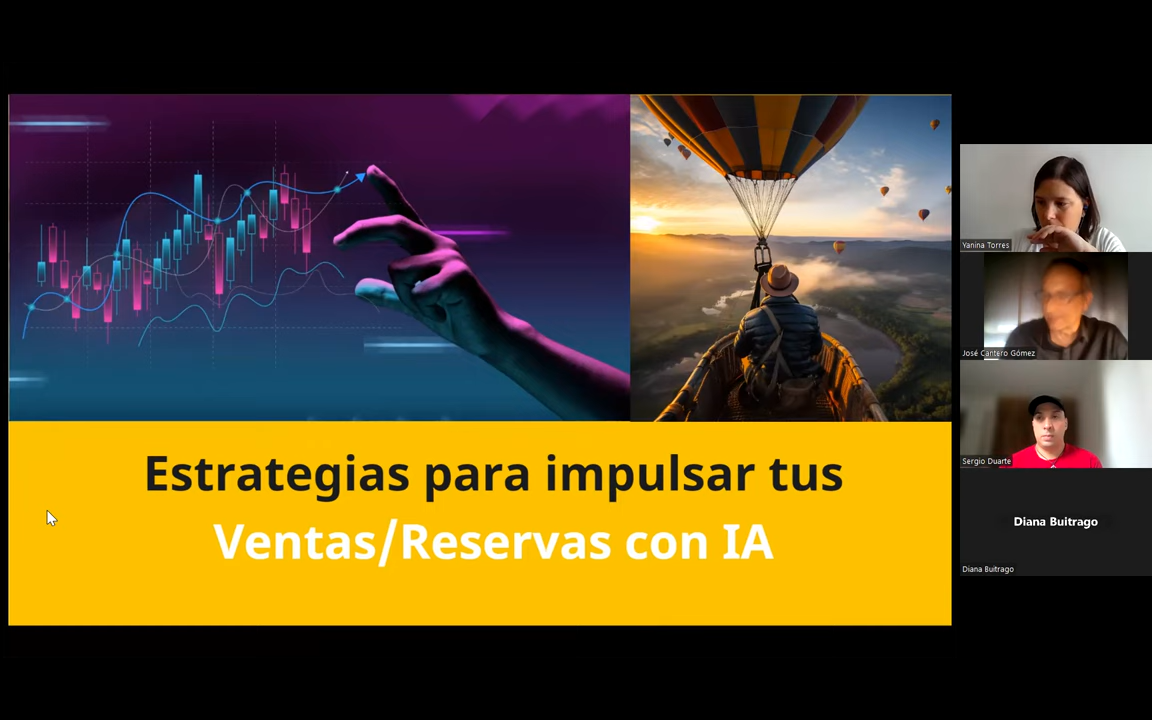 Estrategias para impulsar tus
Ventas/Reservas con IA
Yanina Torres
José Cantero Gómez
Sergio Duarte
Diana Buitrago
Diana Buitrago